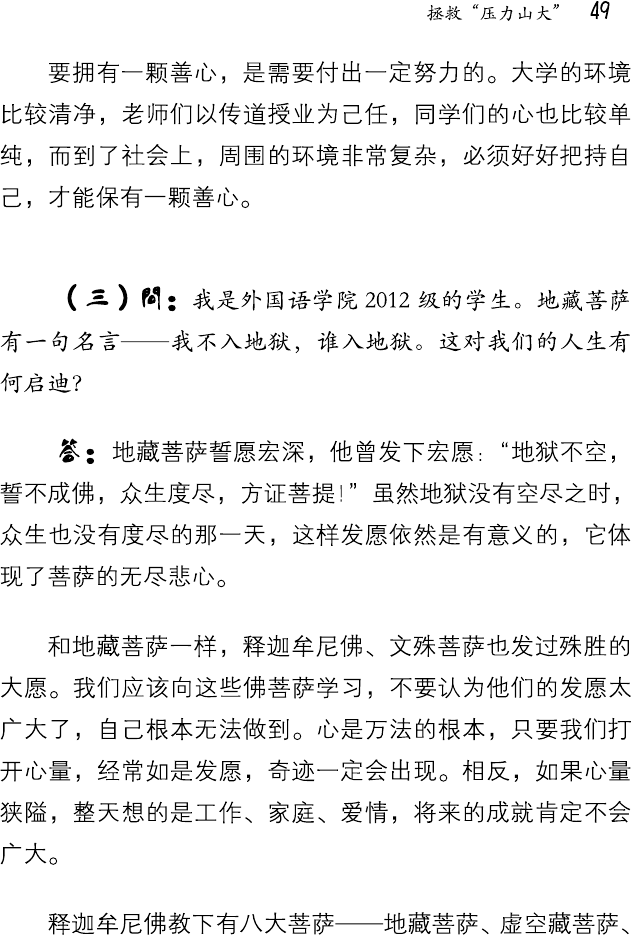 拯救“压力山大” 49
要拥有一颗善心，是需要付出一定努力的。大学的环境
比较清净，老师们以传道授业为己任，同学们的心也比较单
纯，而到了社会上，周围的环境非常复杂，必须好好把持自
己，才能保有一颗善心。
（三）問：我是外国语学院 2012 级的学生。地藏菩萨
有一句名言——我不入地狱，谁入地狱。这对我们的人生有
何启迪？
答：地藏菩萨誓愿宏深，他曾发下宏愿：“地狱不空，
誓不成佛，众生度尽，方证菩提！”虽然地狱没有空尽之时，
众生也没有度尽的那一天，这样发愿依然是有意义的，它体
现了菩萨的无尽悲心。
和地藏菩萨一样，释迦牟尼佛、文殊菩萨也发过殊胜的
大愿。我们应该向这些佛菩萨学习，不要认为他们的发愿太
广大了，自己根本无法做到。心是万法的根本，只要我们打
开心量，经常如是发愿，奇迹一定会出现。相反，如果心量
狭隘，整天想的是工作、家庭、爱情，将来的成就肯定不会
广大。
释迦牟尼佛教下有八大菩萨——地藏菩萨、虚空藏菩萨、